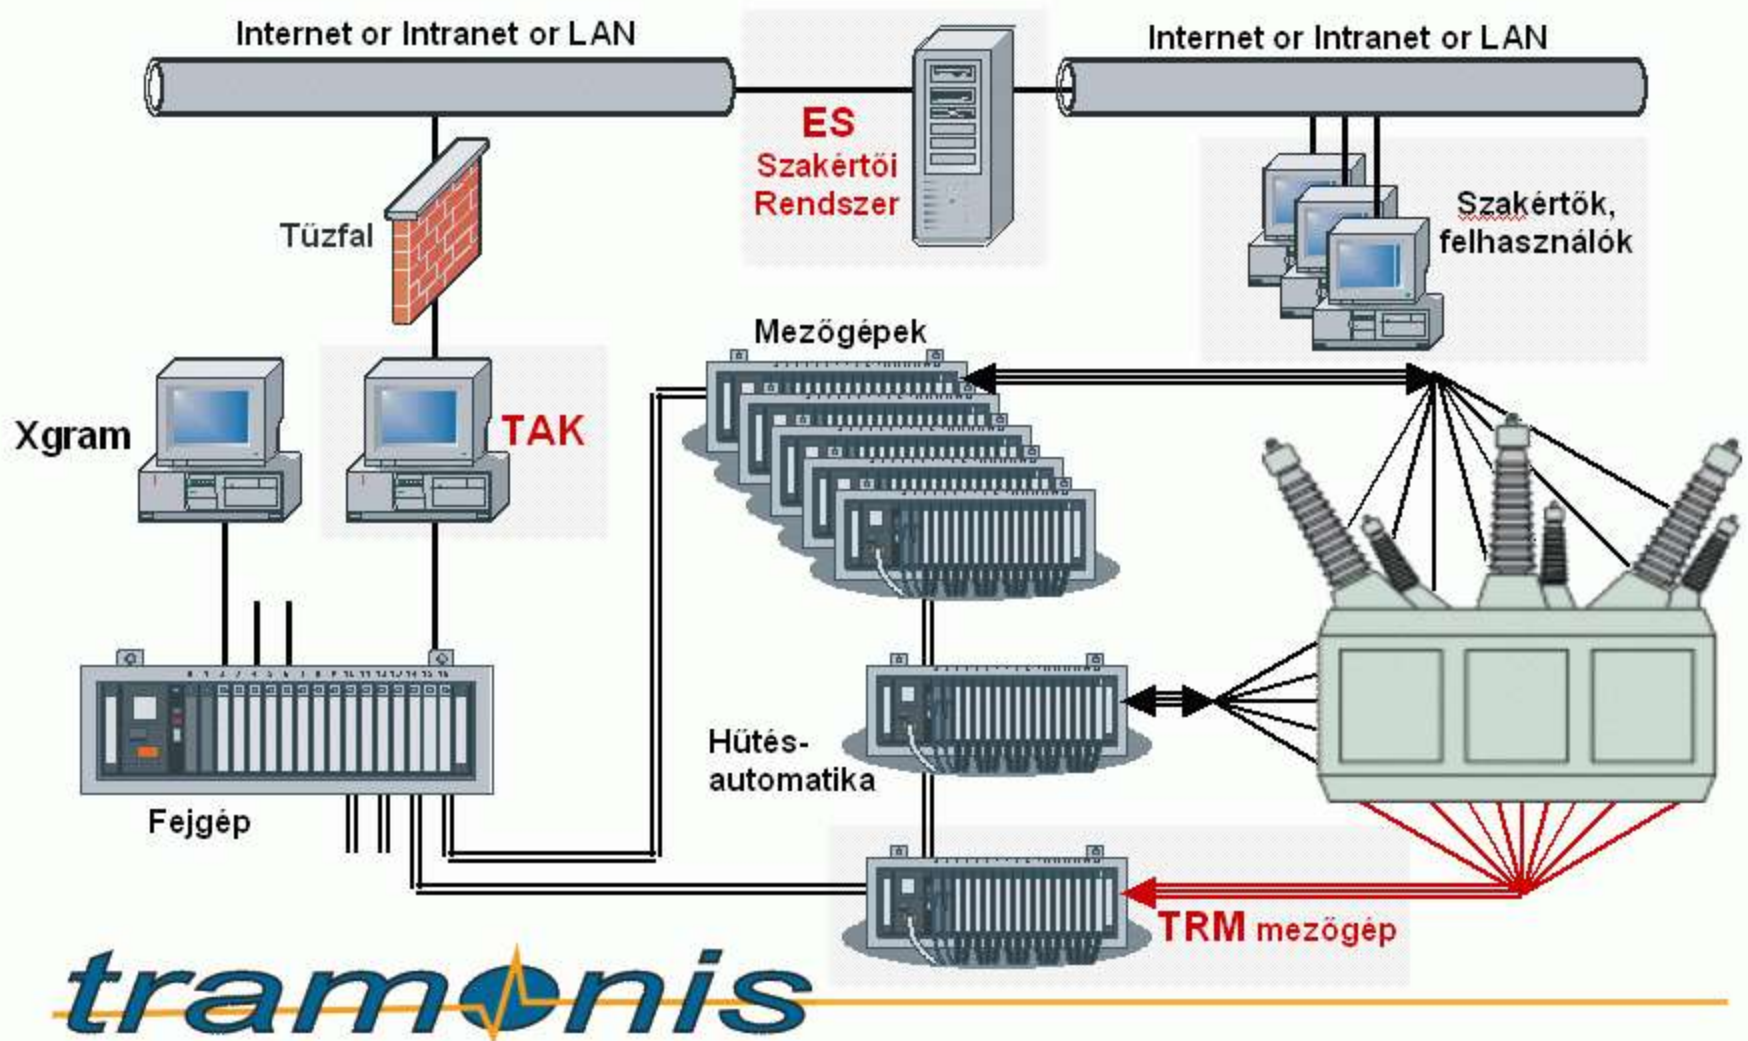 Internet or Intranet or LAN
Internet or Intranet or LAN
ES
Szakértői
Rendszer
Tűzfal
Szakértők,
felhasználók
Mezőgépek
Xgram
TAK
Hűtés-
automatika
Fejgép
TRM mezőgép
tramonis